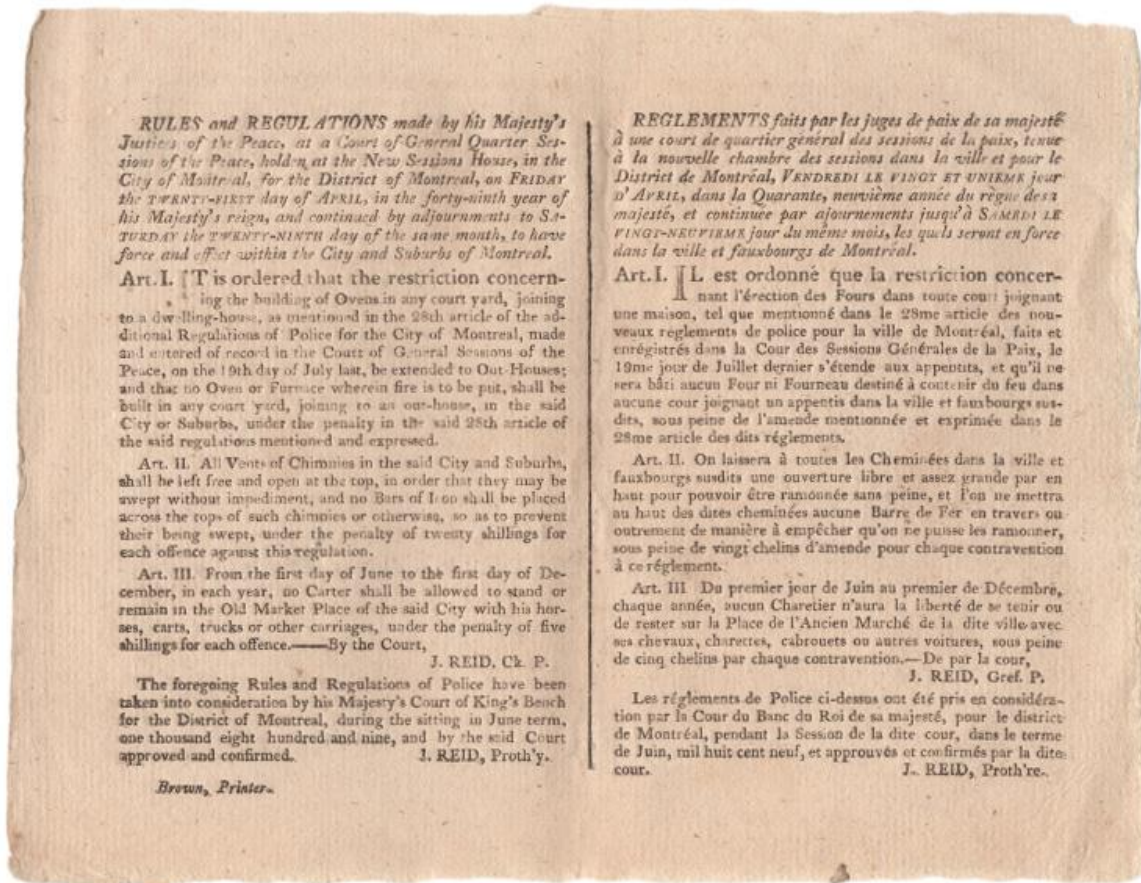 RULES and REGULATIONS made by his Majesty's
Justices of the Peace, at a Court of General Quarter Ses-
sions of the Peace, holden at the New Sessions House, in the
City of Montreal, for the District of Montreal, on FRIDAY
the TWENTY-FIRST day of APRIL, in the forty-ninth year of
his Majesty's reign, and continued by adjournments to SA-
TURDAY the TWENTY-NINTH day of the same month, to have
force and effect within the City and Suburbs of Montreal.
Art. I. IT is ordered that the restriction concern-
ing the building of Ovens in any court yard, joining
to a dwelling-house, as mentioned in the 28th article of the ad-
ditional Regulations of Police for the City of Montreal, made
and entered of record in the Court of General Sessions of the
Peace, on the 19th day of July last, be extended to Out-Houses;
and that no Oven or Furnace wherein fire is to be put, shall be
built in any court yard, joining to an out-house, in the said
City or Suburbs, under the penalty in the said 28th article of
the said regulations mentioned and expressed.
Art. II. All Vents of Chimnies in the said City and Suburbs,
shall be left free and open at the top, in order that they may be
swept without impediment, and no Bars of Iron shall be placed
across the tops of such chimnies or otherwise, so as to prevent
their being swept, under the penalty of twenty shillings for
each offence against this regulation.
Art. III. From the first day of June to the first day of De-
cember, in each year, no Carter shall be allowed to stand or
remain in the Old Market Place of the said City with his hor-
ses, carts, trucks or other carriages, under the penalty of five
shillings for each offence.——By the Court,
J. REID, Ck. P.
The foregoing Rules and Regulations of Police have been
taken into consideration by his Majesty's Court of King's Bench
for the District of Montreal, during the sitting in June term,
one thousand eight hundred and nine, and by the said Court
approved and confirmed. J. REID, Proth'y.
Brown, Printer.
REGLEMENTS faits par les juges de paix de sa majesté
à une court de quartier général des sessions de la paix, tenue
à la nouvelle chambre des sessions dans la ville et pour le
District de Montréal, VENDREDI LE VINGT ET UNIEME jour
D'AVRIL, dans la Quarante, neuvième année du règne de sa
majesté, et continuée par ajournements jusqu'à SAMEDI LE
VINGT-NEUVIEME jour du même mois, les quels seront en force
dans la ville et fauxbourgs de Montréal.
Art. I. IL est ordonné que la restriction concer-
nant l'érection des Fours dans toute court joignant
une maison, tel que mentionné dans le 28me article des nou-
veaux réglements de police pour la ville de Montréal, faits et
enrégistrés dans la Cour des Sessions Générales de la Paix, le
19me jour de Juillet dernier s'étende aux appentits, et qu'il ne
sera bâti aucun Four ni Fourneau destiné à contenir du feu dans
aucune cour joignant un appentis dans la ville et fauxbourgs sus-
dits, sous peine de l'amende mentionnée et exprimée dans le
28me article des dits réglements.
Art. II. On laissera à toutes les Cheminées dans la ville et
fauxbourgs susdits une ouverture libre et assez grande par en
haut pour pouvoir être ramonnée sans peine, et l'on ne mettra
au haut des dites cheminées aucune Barre de Fer en travers ou
outrement de manière à empêcher qu'on ne puisse les ramonner,
sous peine de vingt chelins d'amende pour chaque contravention
à ce réglement.
Art. III Du premier jour de Juin au premier de Décembre,
chaque année, aucun Charetier n'aura la liberté de se tenir ou
de rester sur la Place de l'Ancien Marché de la dite ville avec
ses chevaux, charettes, cabrouets ou autres voitures, sous peine
de cinq chelins par chaque contravention.—De par la cour,
J. REID, Gref. P.
Les réglements de Police ci-dessus ont été pris en considéra-
tion par la Cour du Banc du Roi de sa majesté, pour le district
de Montréal, pendant la Session de la dite cour, dans le terme
de Juin, mil huit cent neuf, et approuvés et confirmés par la dite
cour. J. REID, Proth're.